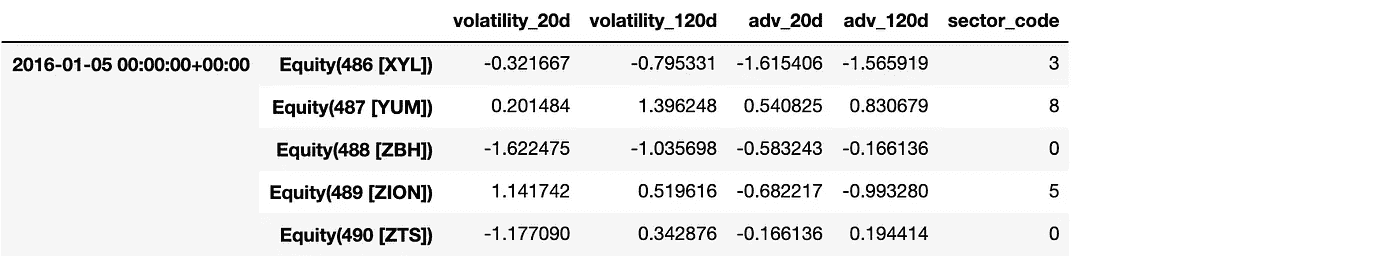 volatility_20d volatility_120d adv_20d adv_120d sector_code
2016-01-05 00:00:00+00:00 Equity(486 [XYL]) -0.321667 -0.795331 -1.615406 -1.565919 3
Equity(487 [YUM]) 0.201484 1.396248 0.540825 0.830679 8
Equity(488 [ZBH]) -1.622475 -1.035698 -0.583243 -0.166136 0
Equity(489 [ZION]) 1.141742 0.519616 -0.682217 -0.993280 5
Equity(490 [ZTS]) -1.177090 0.342876 -0.166136 0.194414 0